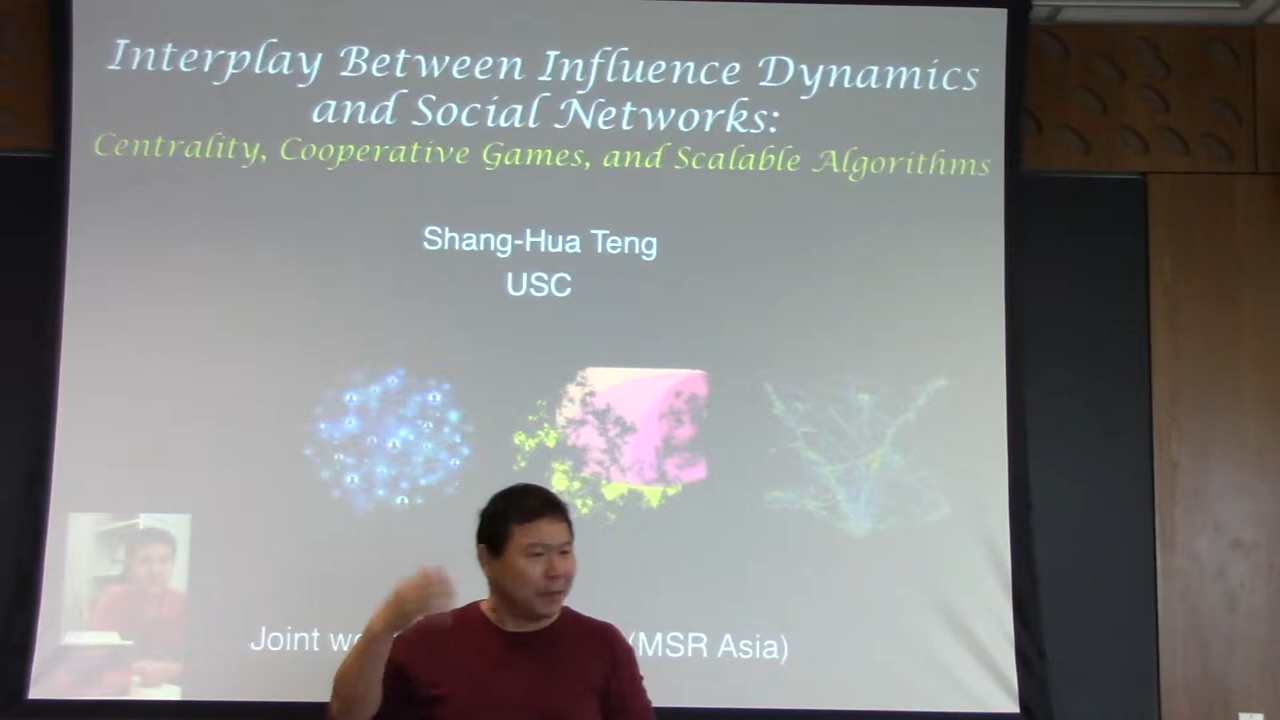 Interplay Between Influence Dynamics
and Social Networks:
Centrality, Cooperative Games, and Scalable Algorithms
Shang-Hua Teng
USC
Joint (MSR Asia)